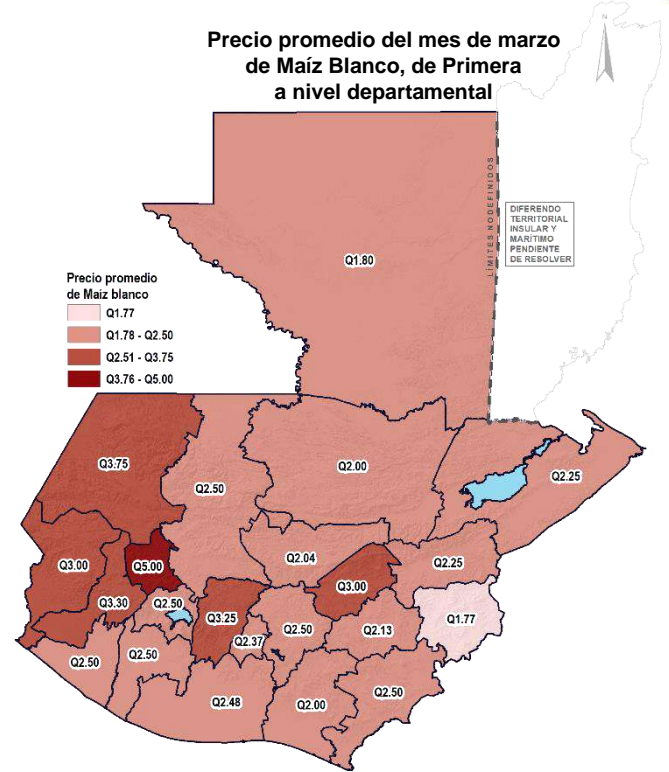 Precio promedio del mes de marzo
de Maíz Blanco, de Primera
a nivel departamental
N
LÍMITES NO DEFINIDOS
DIFERENDO
TERRITORIAL
INSULAR Y
MARÍTIMO
PENDIENTE
DE RESOLVER
Q1.80
Precio promedio
de Maíz blanco
Q1.77
Q1.78 - Q2.50
Q2.51 - Q3.75
Q3.76 - Q5.00
Q3.75
Q2.50
Q2.00
Q2.25
Q3.00
Q5.00
Q2.04
Q2.25
Q3.00
Q3.30
Q2.50
Q3.25
Q2.37
Q2.50
Q2.13
Q1.77
Q2.50
Q2.50
Q2.48
Q2.00
Q2.50